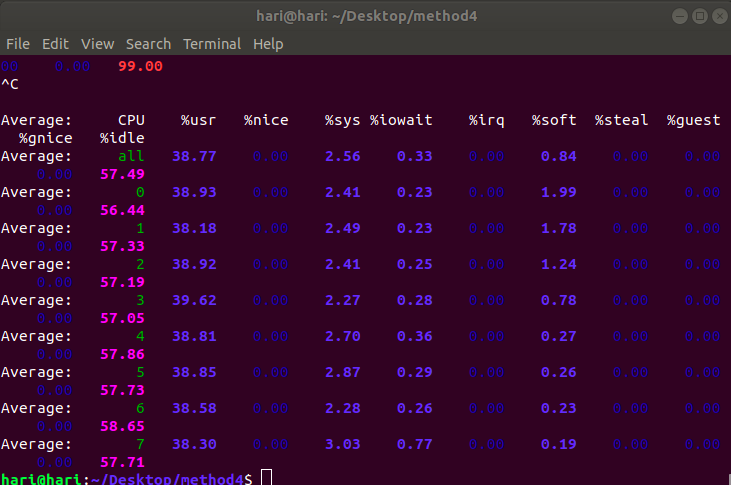 hari@hari: ~/Desktop/method4
File Edit View Search Terminal Help
00 0.00 99.00
^C
Average: CPU %usr %nice %sys %iowait %irq %soft %steal %guest
%gnice %idle
Average: all 38.77 0.00 2.56 0.33 0.00 0.84 0.00 0.00
0.00 57.49
Average: 0 38.93 0.00 2.41 0.23 0.00 1.99 0.00 0.00
0.00 56.44
Average: 1 38.18 0.00 2.49 0.23 0.00 1.78 0.00 0.00
0.00 57.33
Average: 2 38.92 0.00 2.41 0.25 0.00 1.24 0.00 0.00
0.00 57.19
Average: 3 39.62 0.00 2.27 0.28 0.00 0.78 0.00 0.00
0.00 57.05
Average: 4 38.81 0.00 2.70 0.36 0.00 0.27 0.00 0.00
0.00 57.86
Average: 5 38.85 0.00 2.87 0.29 0.00 0.26 0.00 0.00
0.00 57.73
Average: 6 38.58 0.00 2.28 0.26 0.00 0.23 0.00 0.00
0.00 58.65
Average: 7 38.30 0.00 3.03 0.77 0.00 0.19 0.00 0.00
0.00 57.71
hari@hari:~/Desktop/method4$